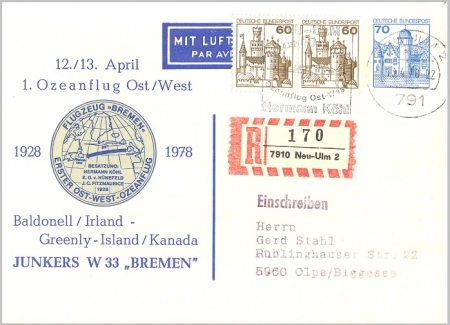 12./13. April
1. Ozeanflug Ost/West
1928
1978
FLUGZEUG »BREMEN«
BESATZUNG:
HERMANN KÖHL
E. G. v. HÜNEFELD
J. C. FITZMAURICE
1928
ERSTER OST-WEST-OZEANFLUG
Baldonell/Irland -
Greenly-Island/Kanada
JUNKERS W 33 „BREMEN"
MIT LUFT
PAR AV
DEUTSCHE BUNDESPOST
60
DEUTSCHE BUNDESPOST
60
DEUTSCHE BUNDESPOST
70
Ozeanflug Ost-West
Hermann Köhl
791
R
170
7910 Neu-Ulm 2
Einschreiben
Herrn
Gerd Stahl
Rüblinghauser Str. 22
5960 Olpe/Biggesee